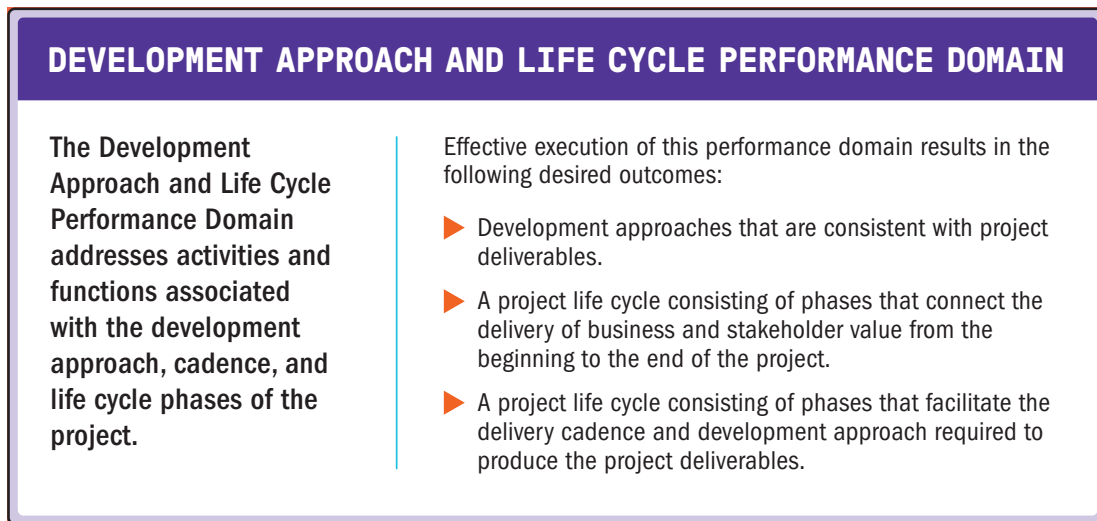 DEVELOPMENT APPROACH AND LIFE CYCLE PERFORMANCE DOMAIN
The Development
Approach and Life Cycle
Performance Domain
addresses activities and
functions associated
with the development
approach, cadence, and
life cycle phases of the
project.
Effective execution of this performance domain results in the
following desired outcomes:
Development approaches that are consistent with project
deliverables.
A project life cycle consisting of phases that connect the
delivery of business and stakeholder value from the
beginning to the end of the project.
A project life cycle consisting of phases that facilitate the
delivery cadence and development approach required to
produce the project deliverables.